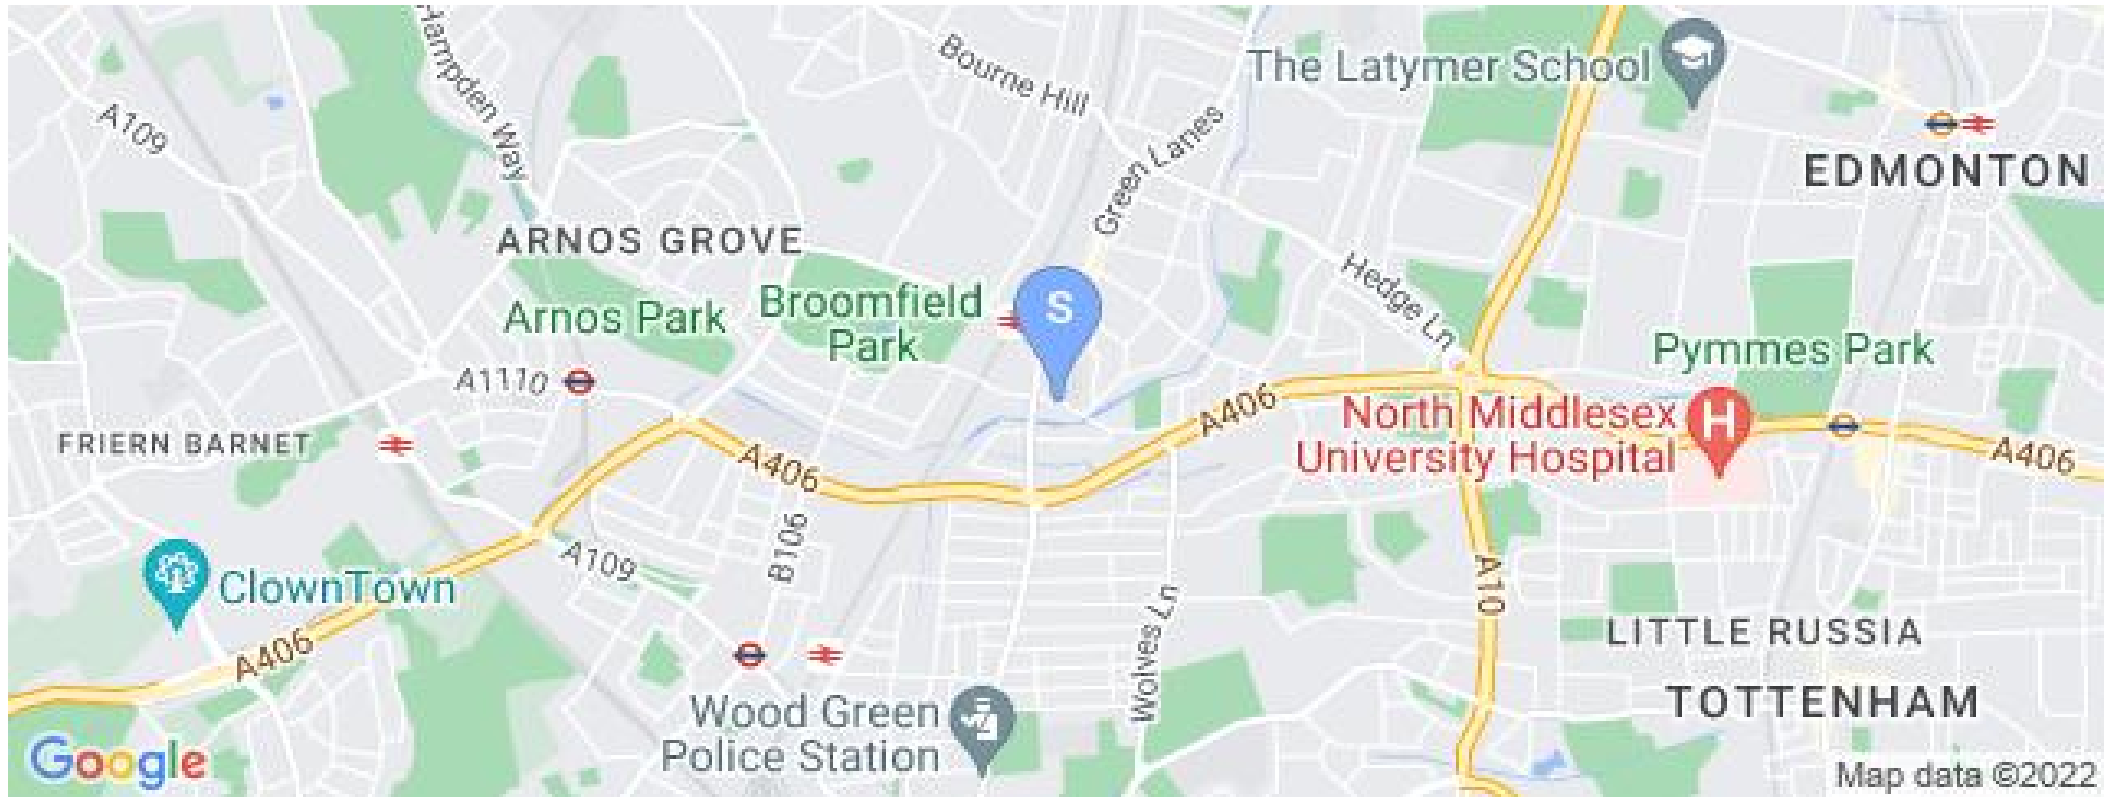 Hampden Way
Bourne Hill
The Latymer School
A109
Green Lanes
EDMONTON
ARNOS GROVE
Hedge Ln
Arnos Park
Broomfield
Park
S
Pymmes Park
A1110
A406
North Middlesex
University Hospital
H
FRIERN BARNET
A406
A406
B106
A109
ClownTown
A10
Wolves Ln
LITTLE RUSSIA
A406
TOTTENHAM
Wood Green
Police Station
Google
Map data ©2022